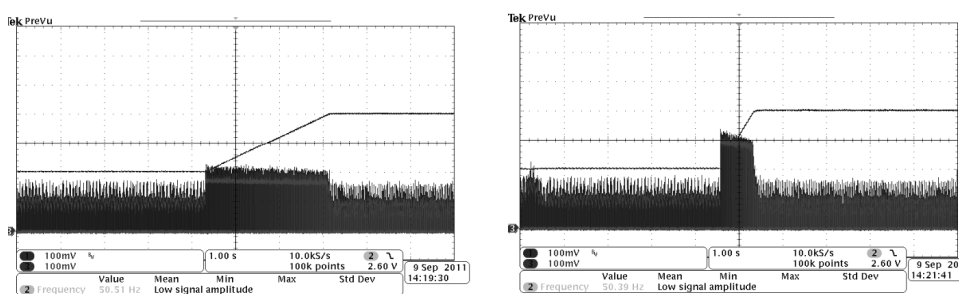 Tek PreVu
100mV
100mV
1.00 s
10.0kS/s
100k points
2
2.60 V
Value Mean Min Max Std Dev
2 Frequency 50.51 Hz Low signal amplitude
9 Sep 2011
14:19:30
Tek PreVu
100mV
100mV
1.00 s
10.0kS/s
100k points
2
2.60 V
Value Mean Min Max Std Dev
2 Frequency 50.39 Hz Low signal amplitude
9 Sep 20
14:21:41